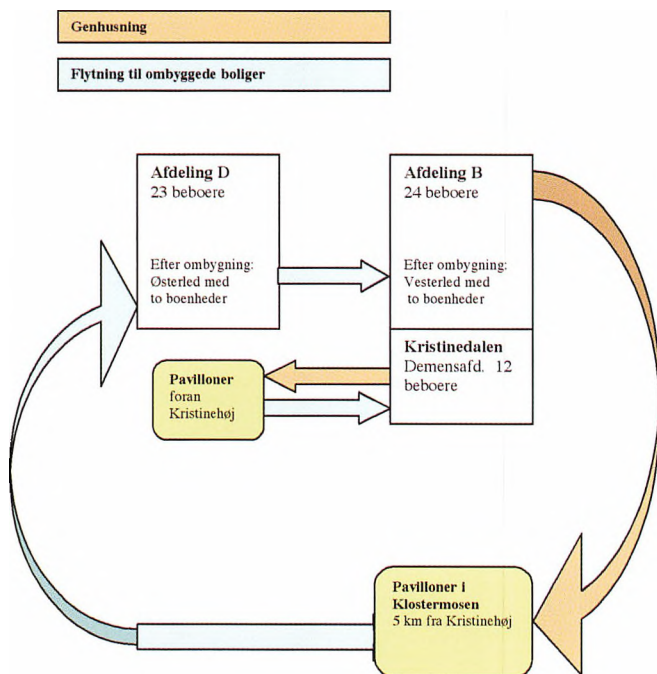 Genhusning
Flytning til ombyggede boliger
Afdeling D
23 beboere
Efter ombygning:
Østerled med
to boenheder
Afdeling B
24 beboere
Efter ombygning:
Vesterled med
to boenheder
Kristinedalen
Demensafd. 12
beboere
Pavilloner
foran
Kristinehøj
Pavilloner i
Klostermosen
5 km fra Kristinehøj